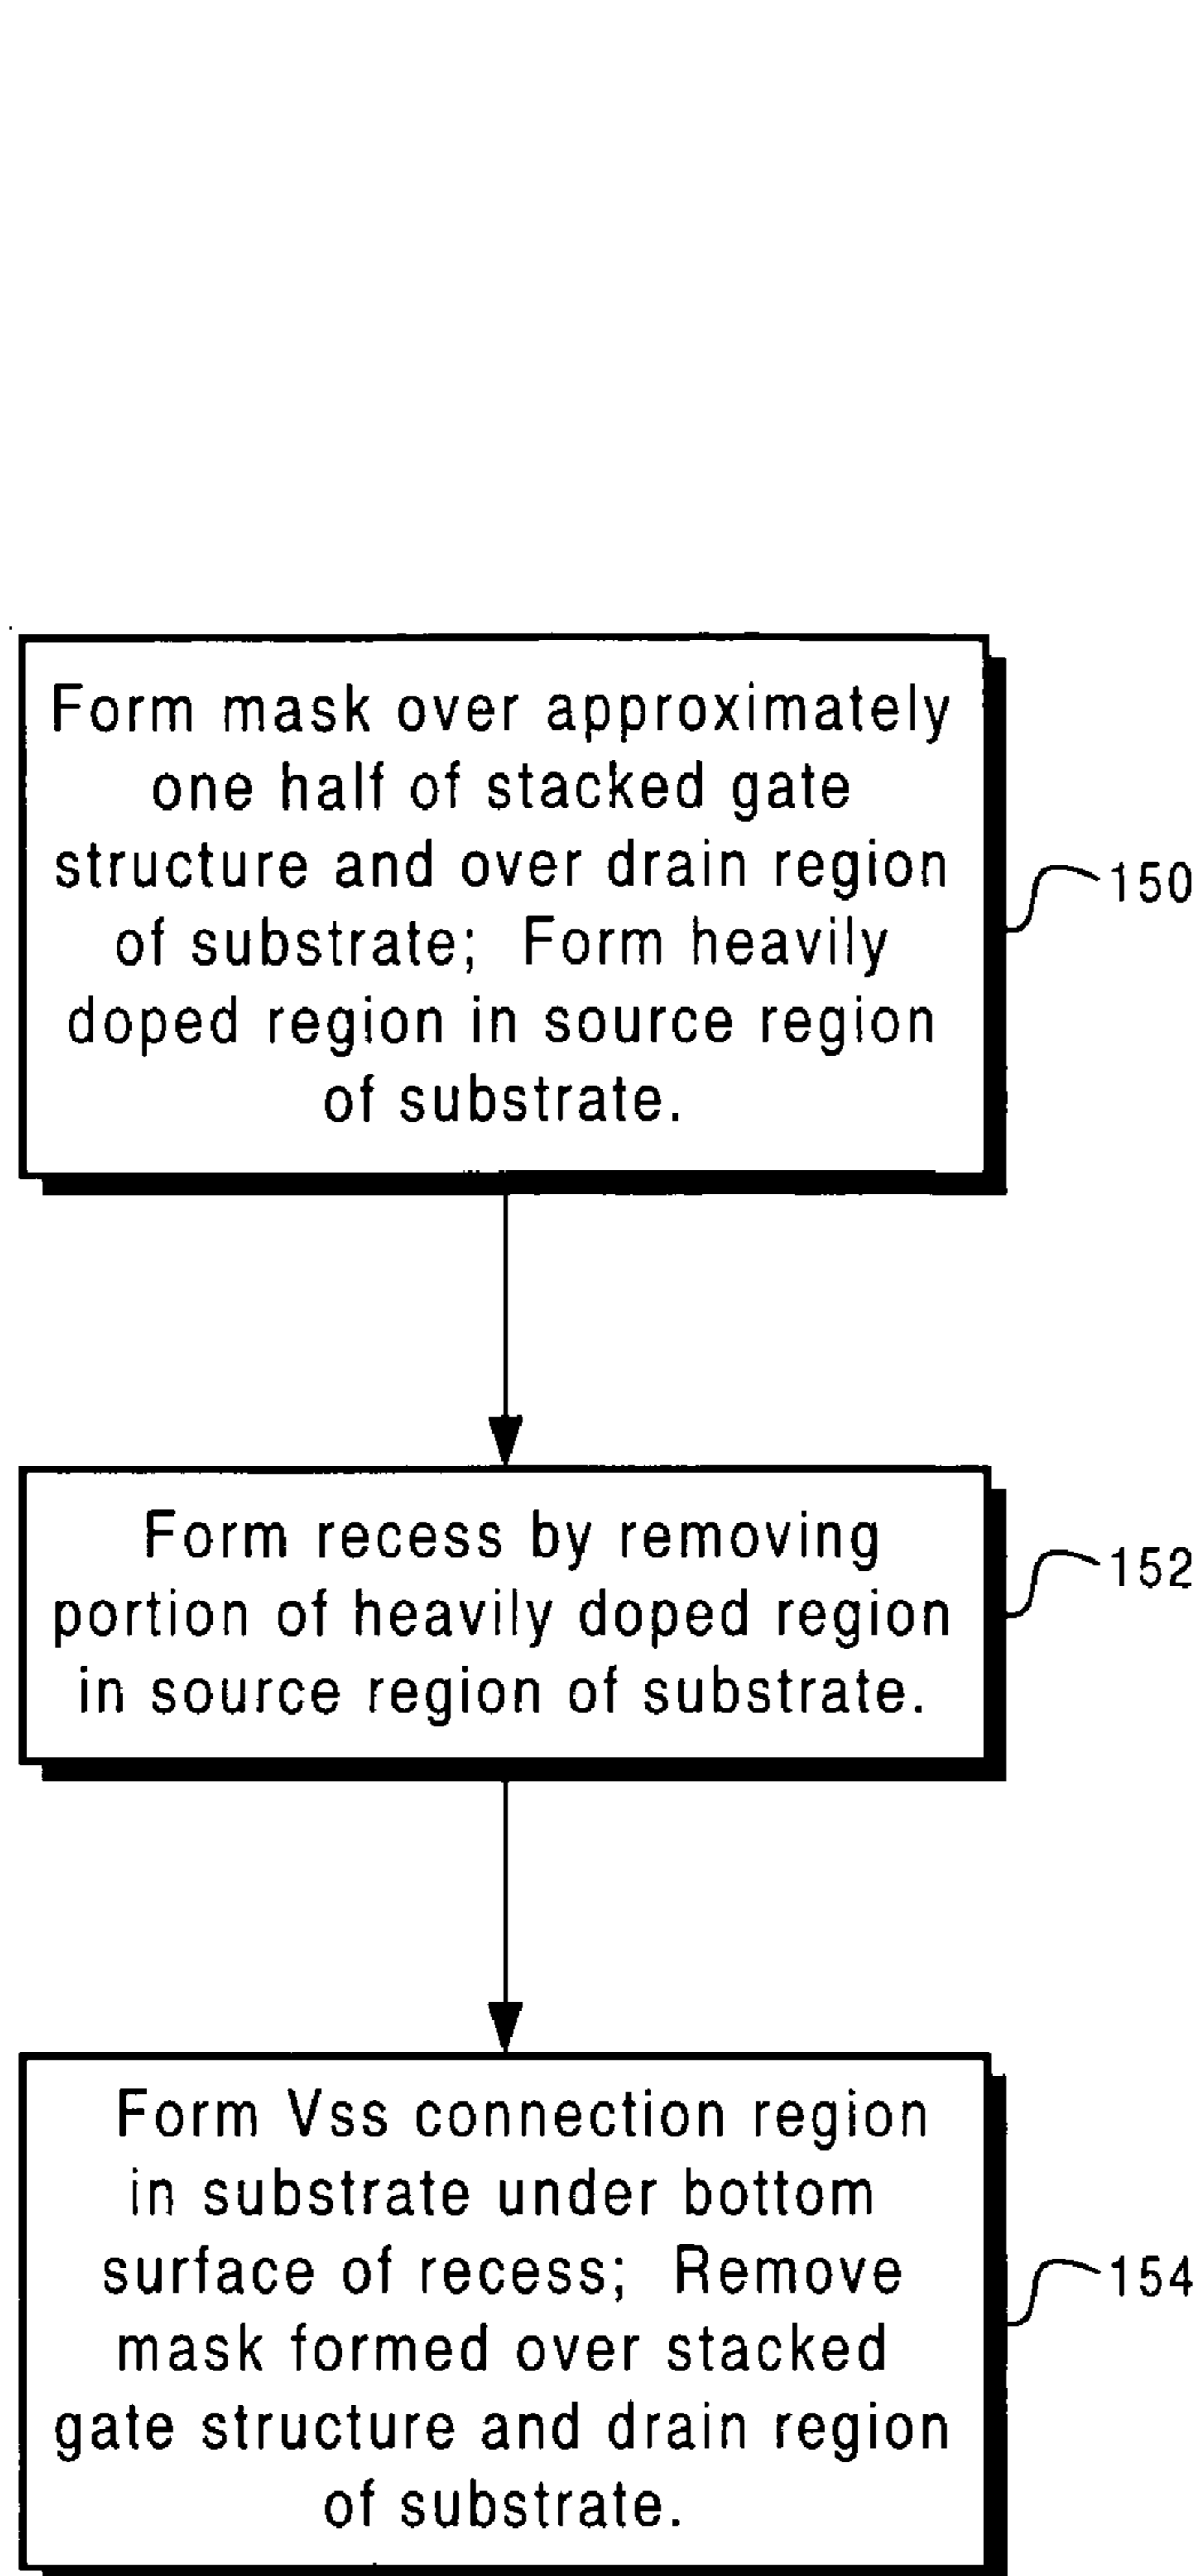 Form mask over approximately
one half of stacked gate
structure and over drain region
of substrate; Form heavily
doped region in source region
of substrate.
150
Form recess by removing
portion of heavily doped region
in source region of substrate.
152
Form Vss connection region
in substrate under bottom
surface of recess; Remove
mask formed over stacked
gate structure and drain region
of substrate.
154